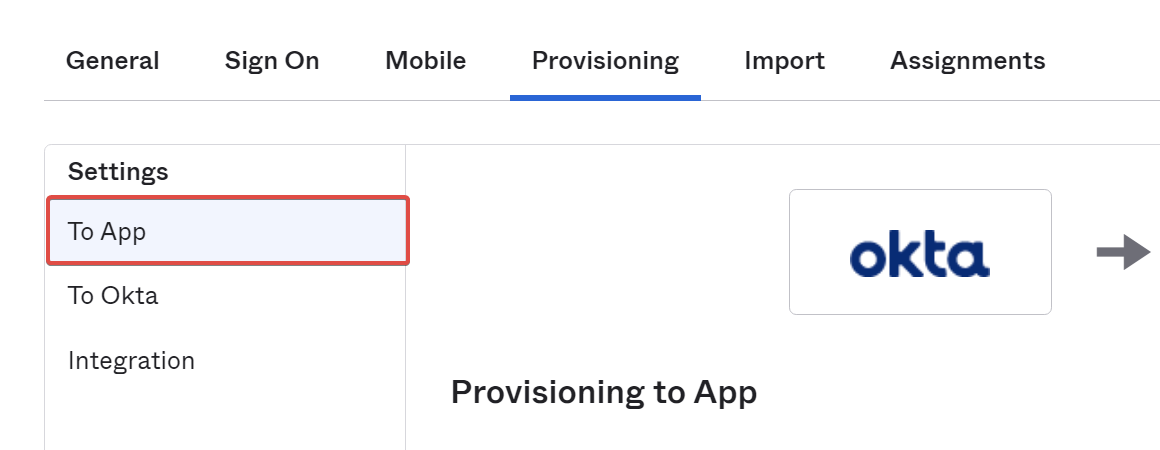 General Sign On Mobile Provisioning Import Assignments
Settings
To App
To Okta
Integration
okta
Provisioning to App